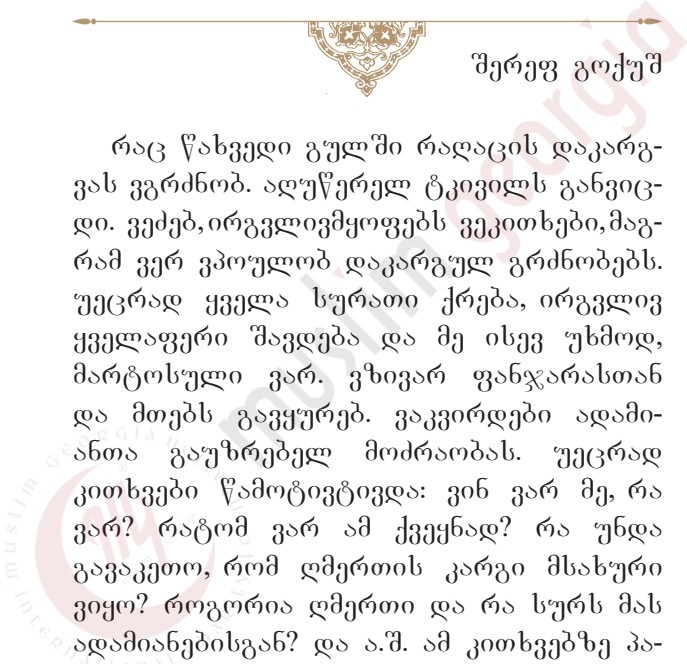 შერეფ გოქუშ
რაც წახვედი გულში რაღაცის დაკარგ-
ვას ვგრძნობ. აღუწერელ ტკივილს განვიც-
დი. ვეძებ, ირგვლივმყოფებს ვეკითხები, მაგ-
რამ ვერ ვპოულობ დაკარგულ გრძნობებს.
უეცრად ყველა სურათი ქრება, ირგვლივ
ყველაფერი შავდება და მე ისევ უხმოდ,
მარტოსული ვარ. ვზივარ ფანჯარასთან
და მთებს გავყურებ. ვაკვირდები ადამი-
ანთა გაუზრებელ მოძრაობას. უეცრად
კითხვები წამოტივტივდა: ვინ ვარ მე, რა
ვარ? რატომ ვარ ამ ქვეყნად? რა უნდა
გავაკეთო, რომ ღმერთის კარგი მსახური
ვიყო? როგორია ღმერთი და რა სურს მას
ადამიანებისგან? და ა.შ. ამ კითხვებზე პა-
muslim georgia